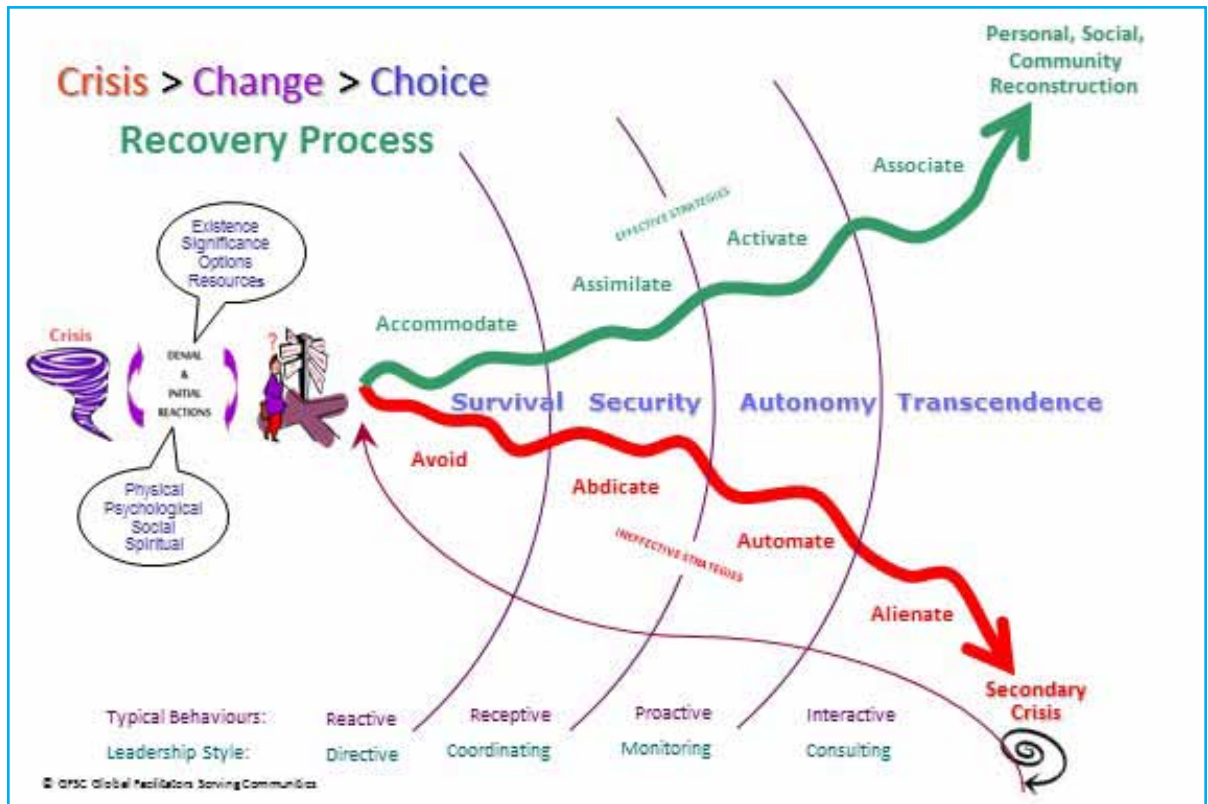 Crisis > Change > Choice
Recovery Process
Personal, Social,
Community
Reconstruction
Associate
Activate
EFFECTIVE STRATEGIES
Assimilate
Accommodate
Existence
Significance
Options
Resources
Crisis
DENIAL
&
INITIAL
REACTIONS
?
Physical
Psychological
Social
Spiritual
Survival Security Autonomy Transcendence
Avoid
Abdicate
Automate
INEFFECTIVE STRATEGIES
Alienate
Secondary
Crisis
Typical Behaviours: Reactive Receptive Proactive Interactive
Leadership Style: Directive Coordinating Monitoring Consulting
© GFSC Global Facilitators Serving Communities